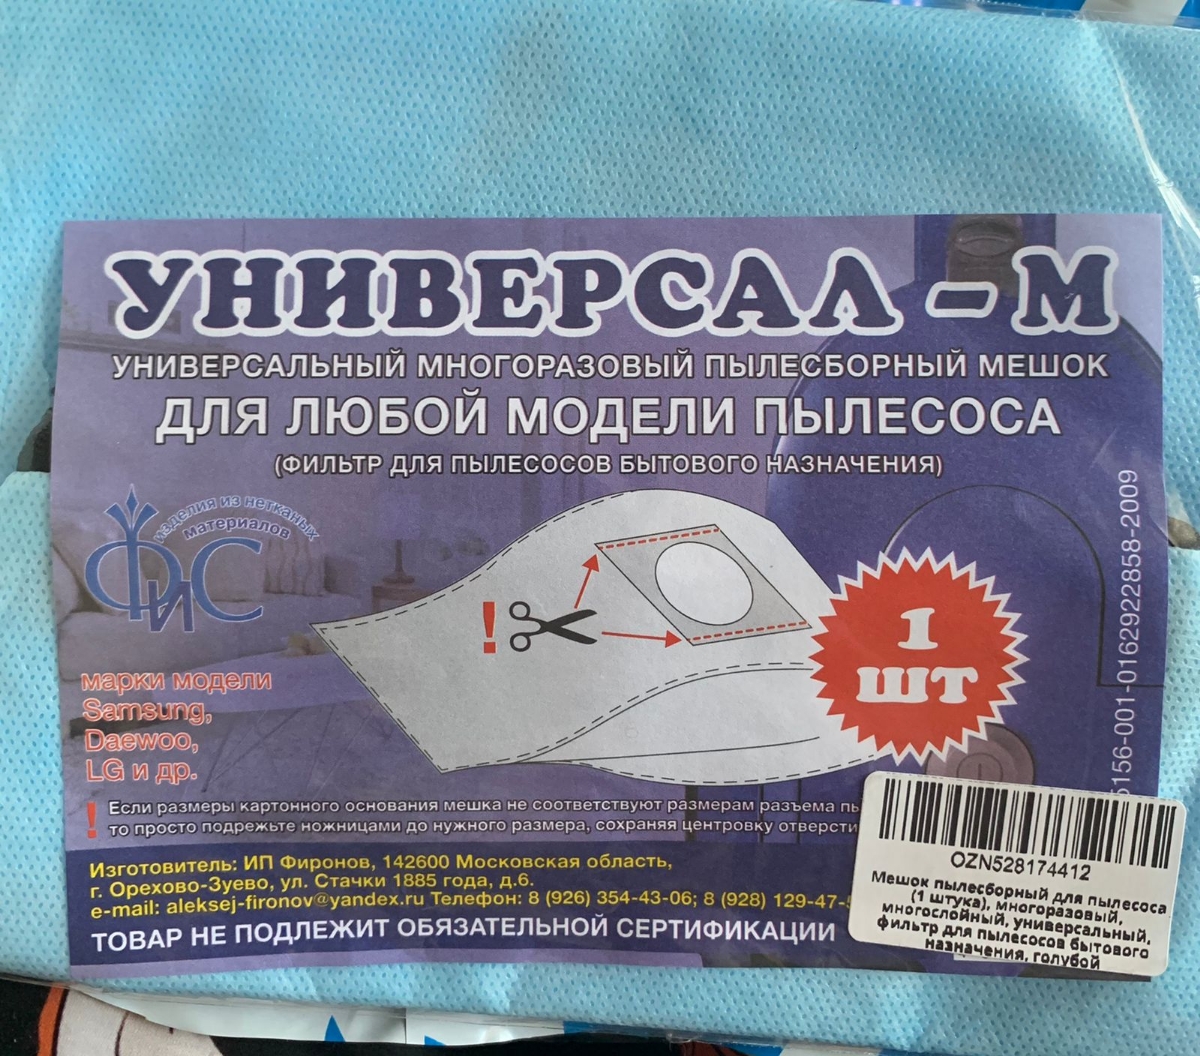 УНИВЕРСАЛ - М
УНИВЕРСАЛЬНЫЙ МНОГОРАЗОВЫЙ ПЫЛЕСБОРНЫЙ МЕШОК
ДЛЯ ЛЮБОЙ МОДЕЛИ ПЫЛЕСОСА
(ФИЛЬТР ДЛЯ ПЫЛЕСОСОВ БЫТОВОГО НАЗНАЧЕНИЯ)
изделия из нетканых
материалов
ФиС
марки модели
Samsung,
Daewoo,
LG и др.
!
1
ШТ
5156-001-0162922858-2009
! Если размеры картонного основания мешка не соответствуют размерам разъема
то просто подрежьте ножницами до нужного размера, сохраняя центровку
Изготовитель: ИП Фиронов, 142600 Московская область,
г. Орехово-Зуево, ул. Стачки 1885 года, д.6.
e-mail: aleksej-fironov@yandex.ru Телефон: 8 (926) 354-43-06; 8 (928) 129-47-
ТОВАР НЕ ПОДЛЕЖИТ ОБЯЗАТЕЛЬНОЙ СЕРТИФИКАЦИИ
OZN528174412
Мешок пылесборный для пылесоса
(1 штука), многоразовый,
многослойный, универсальный,
фильтр для пылесосов бытового
назначения, голубой